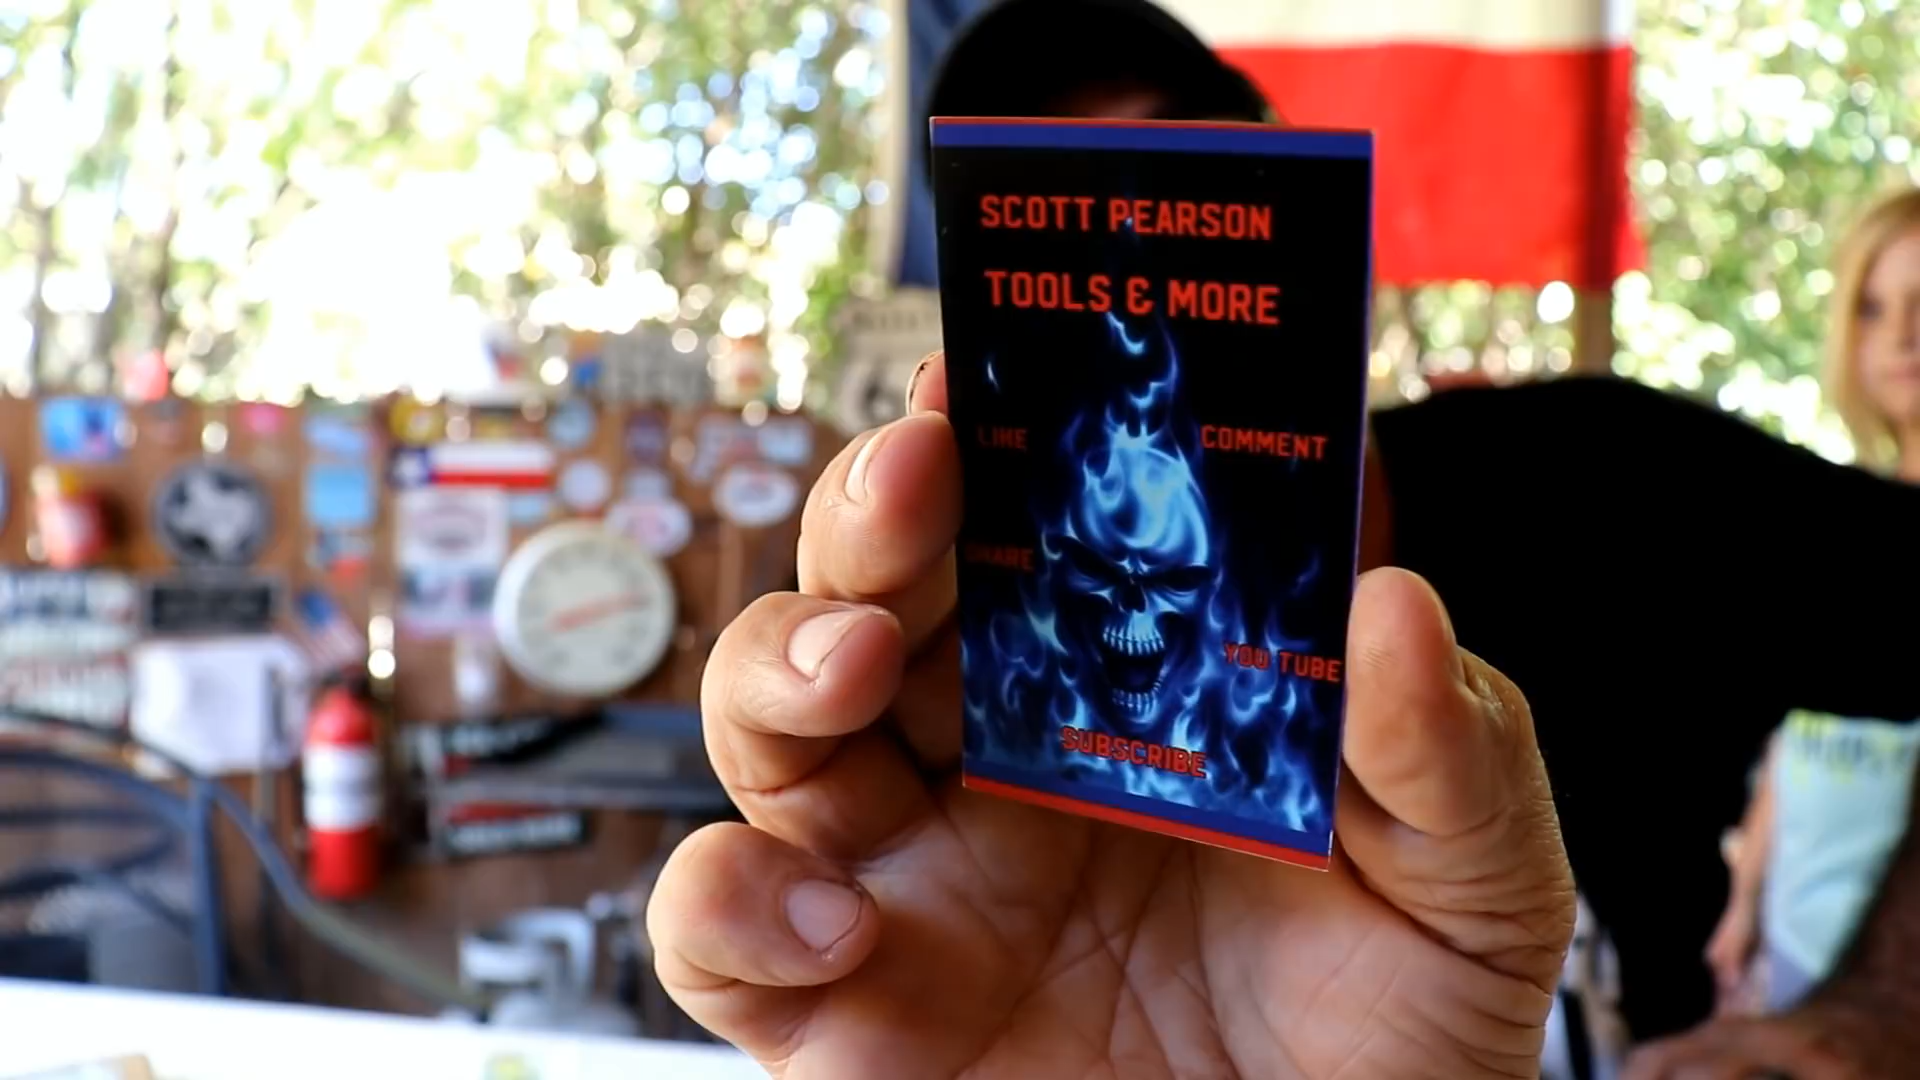 SCOTT PEARSON
TOOLS & MORE
LIKE
COMMENT
SHARE
YOU TUBE
SUBSCRIBE